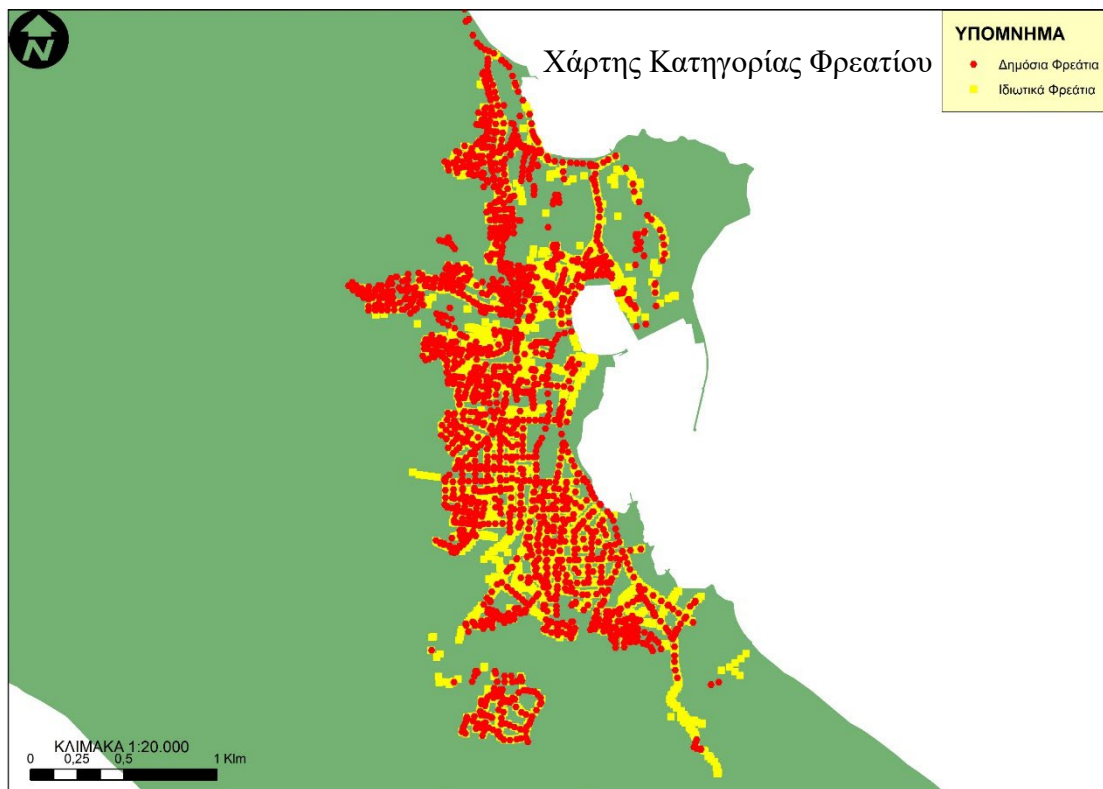 N
Χάρτης Κατηγορίας Φρεατίου
ΥΠΟΜΝΗΜΑ
Δημόσια Φρεάτια
Ιδιωτικά Φρεάτια
ΚΛΙΜΑΚΑ 1:20.000
0 0,25 0,5 1 Klm